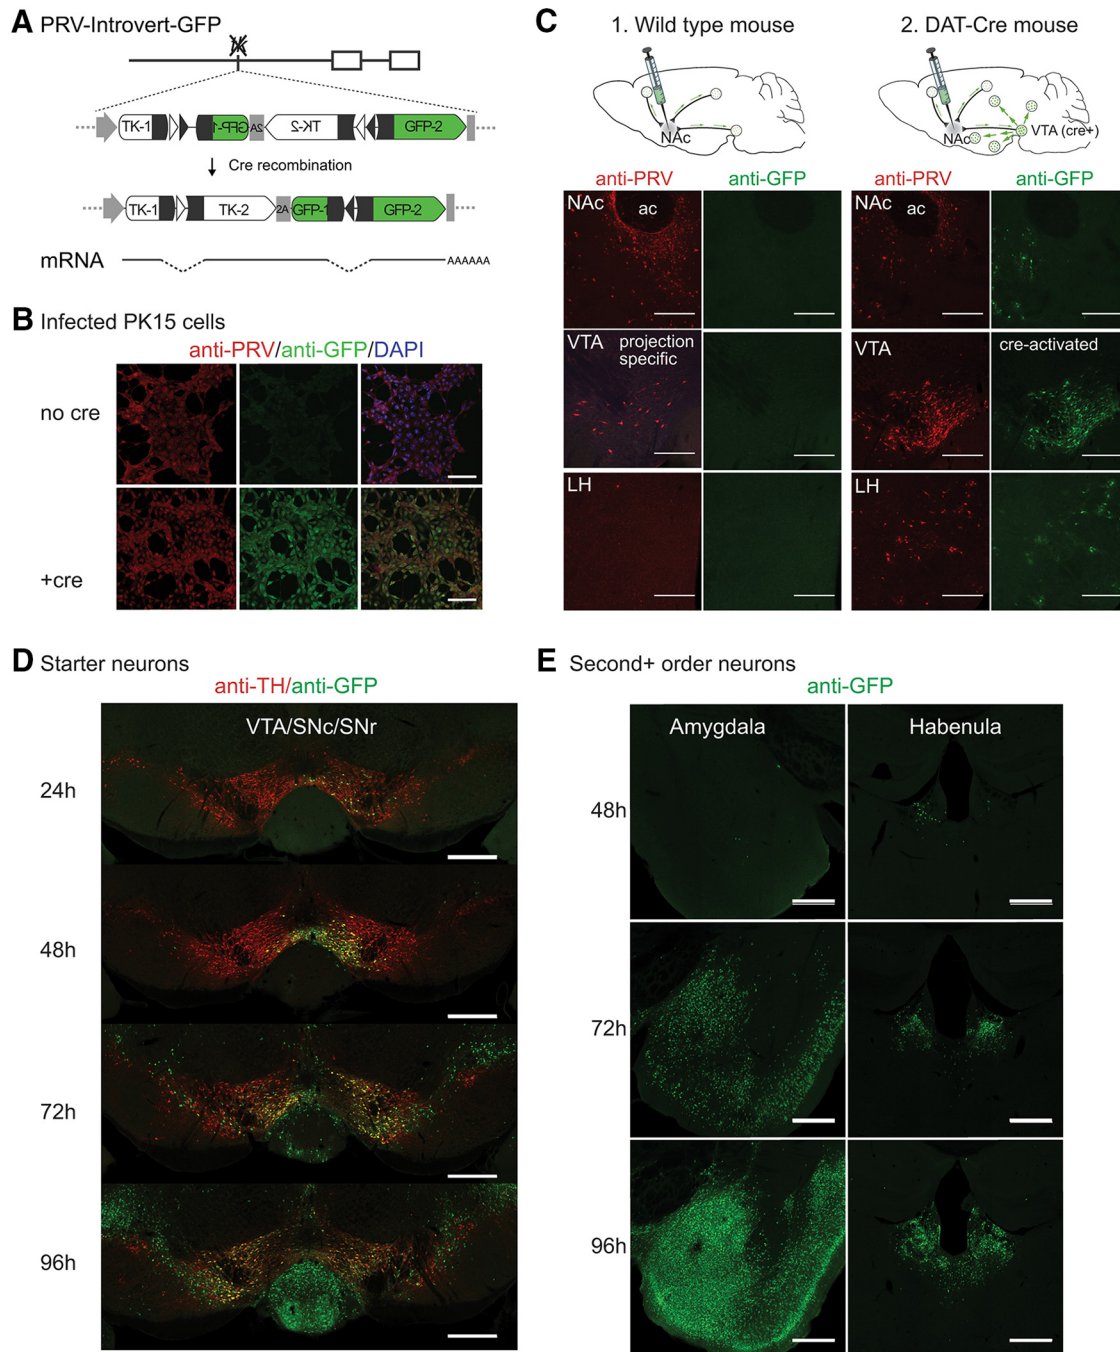 A PRV-Introvert-GFP
TK
TK-1 GFP-1 2A TK-2 GFP-2
Cre recombination
TK-1 TK-2 2A GFP-1 GFP-2
mRNA AAAAAA
B Infected PK15 cells
anti-PRV/anti-GFP/DAPI
no cre
+cre
C 1. Wild type mouse 2. DAT-Cre mouse
NAc NAc VTA (cre+)
anti-PRV anti-GFP anti-PRV anti-GFP
NAc ac NAc ac
VTA projection specific VTA cre-activated
LH LH
D Starter neurons
anti-TH/anti-GFP
VTA/SNc/SNr
24h
48h
72h
96h
E Second+ order neurons
anti-GFP
Amygdala Habenula
48h
72h
96h